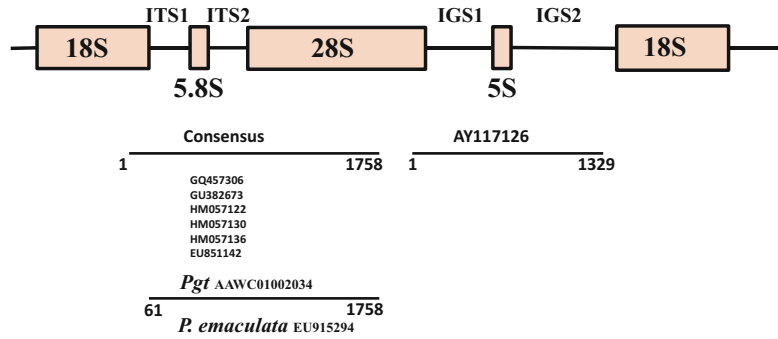 ITS1 ITS2 IGS1 IGS2
18S 28S 18S
5.8S 5S
Consensus AY117126
1 1758 1 1329
GQ457306
GU382673
HM057122
HM057130
HM057136
EU851142
Pgt AAWC01002034
61 1758
P. emaculata EU915294